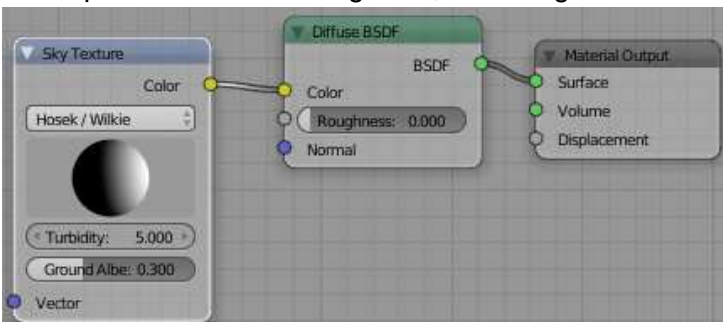 Sky Texture
Color
Hosek / Wilkie
Turbidity: 5.000
Ground Albe: 0.300
Vector
Diffuse BSDF
BSDF
Color
Roughness: 0.000
Normal
Material Output
Surface
Volume
Displacement